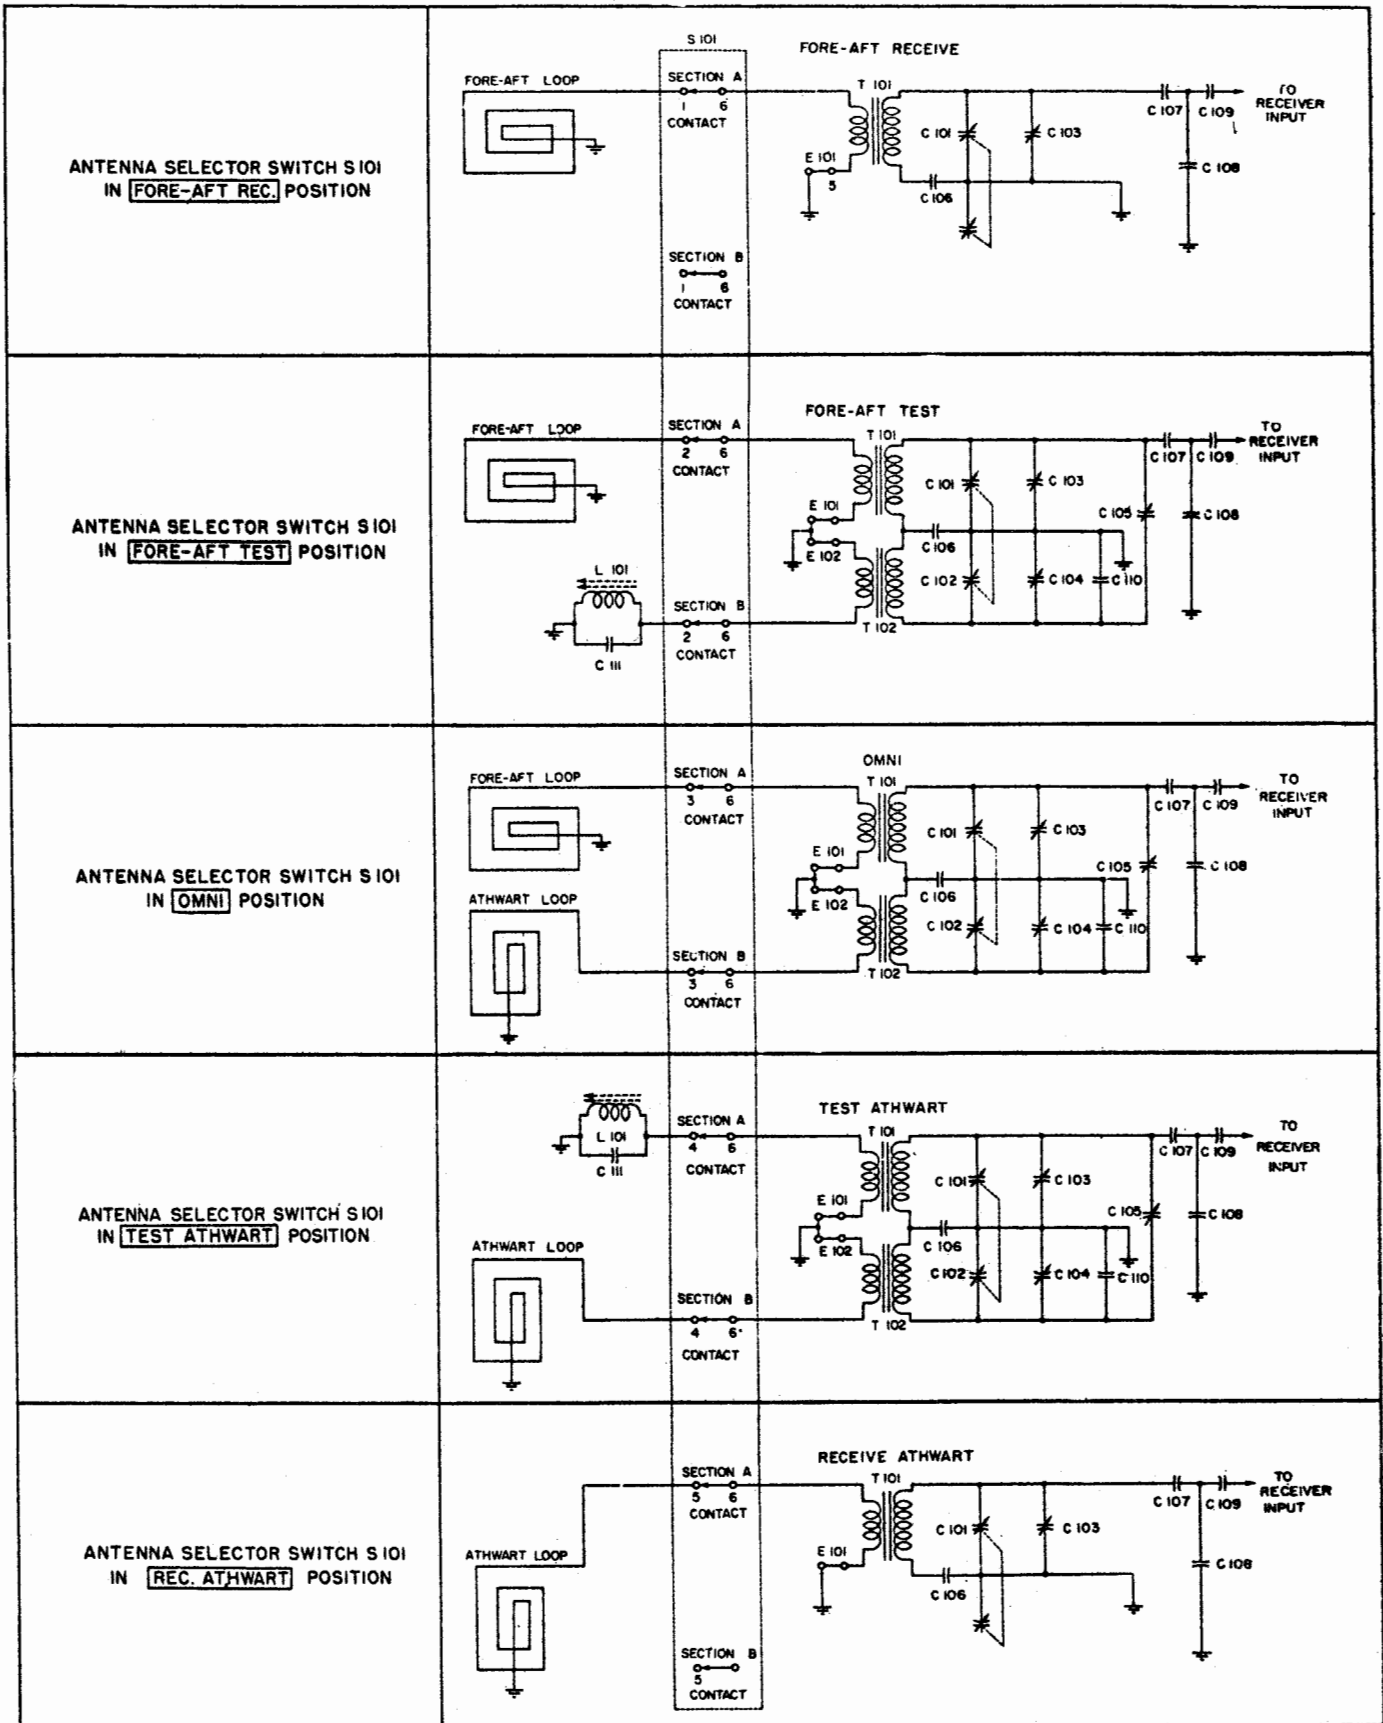 ANTENNA SELECTOR SWITCH S 101
IN FORE-AFT REC. POSITION
S 101
FORE-AFT RECEIVE
FORE-AFT LOOP
SECTION A
1 6
CONTACT
T 101
C 101
C 103
C 107
C 109
TO
RECEIVER
INPUT
E 101
5
C 106
C 108
SECTION B
1 6
CONTACT
ANTENNA SELECTOR SWITCH S 101
IN FORE-AFT TEST POSITION
FORE-AFT TEST
FORE-AFT LOOP
SECTION A
2 6
CONTACT
T 101
C 101
C 103
C 107
C 109
TO
RECEIVER
INPUT
E 101
E 102
C 106
C 105
C 108
C 102
C 104
C 110
L 101
C 111
SECTION B
2 6
CONTACT
T 102
ANTENNA SELECTOR SWITCH S 101
IN OMNI POSITION
OMNI
FORE-AFT LOOP
SECTION A
3 6
CONTACT
T 101
C 101
C 103
C 107
C 109
TO
RECEIVER
INPUT
E 101
E 102
C 106
C 105
C 108
C 102
C 104
C 110
ATHWART LOOP
SECTION B
3 6
CONTACT
T 102
ANTENNA SELECTOR SWITCH S 101
IN TEST ATHWART POSITION
TEST ATHWART
L 101
C 111
SECTION A
4 6
CONTACT
T 101
C 101
C 103
C 107
C 109
TO
RECEIVER
INPUT
E 101
E 102
C 106
C 105
C 108
C 102
C 104
C 110
ATHWART LOOP
SECTION B
4 6
CONTACT
T 102
ANTENNA SELECTOR SWITCH S 101
IN REC. ATHWART POSITION
RECEIVE ATHWART
SECTION A
5 6
CONTACT
T 101
C 101
C 103
C 107
C 109
TO
RECEIVER
INPUT
ATHWART LOOP
E 101
C 106
C 108
SECTION B
5
CONTACT